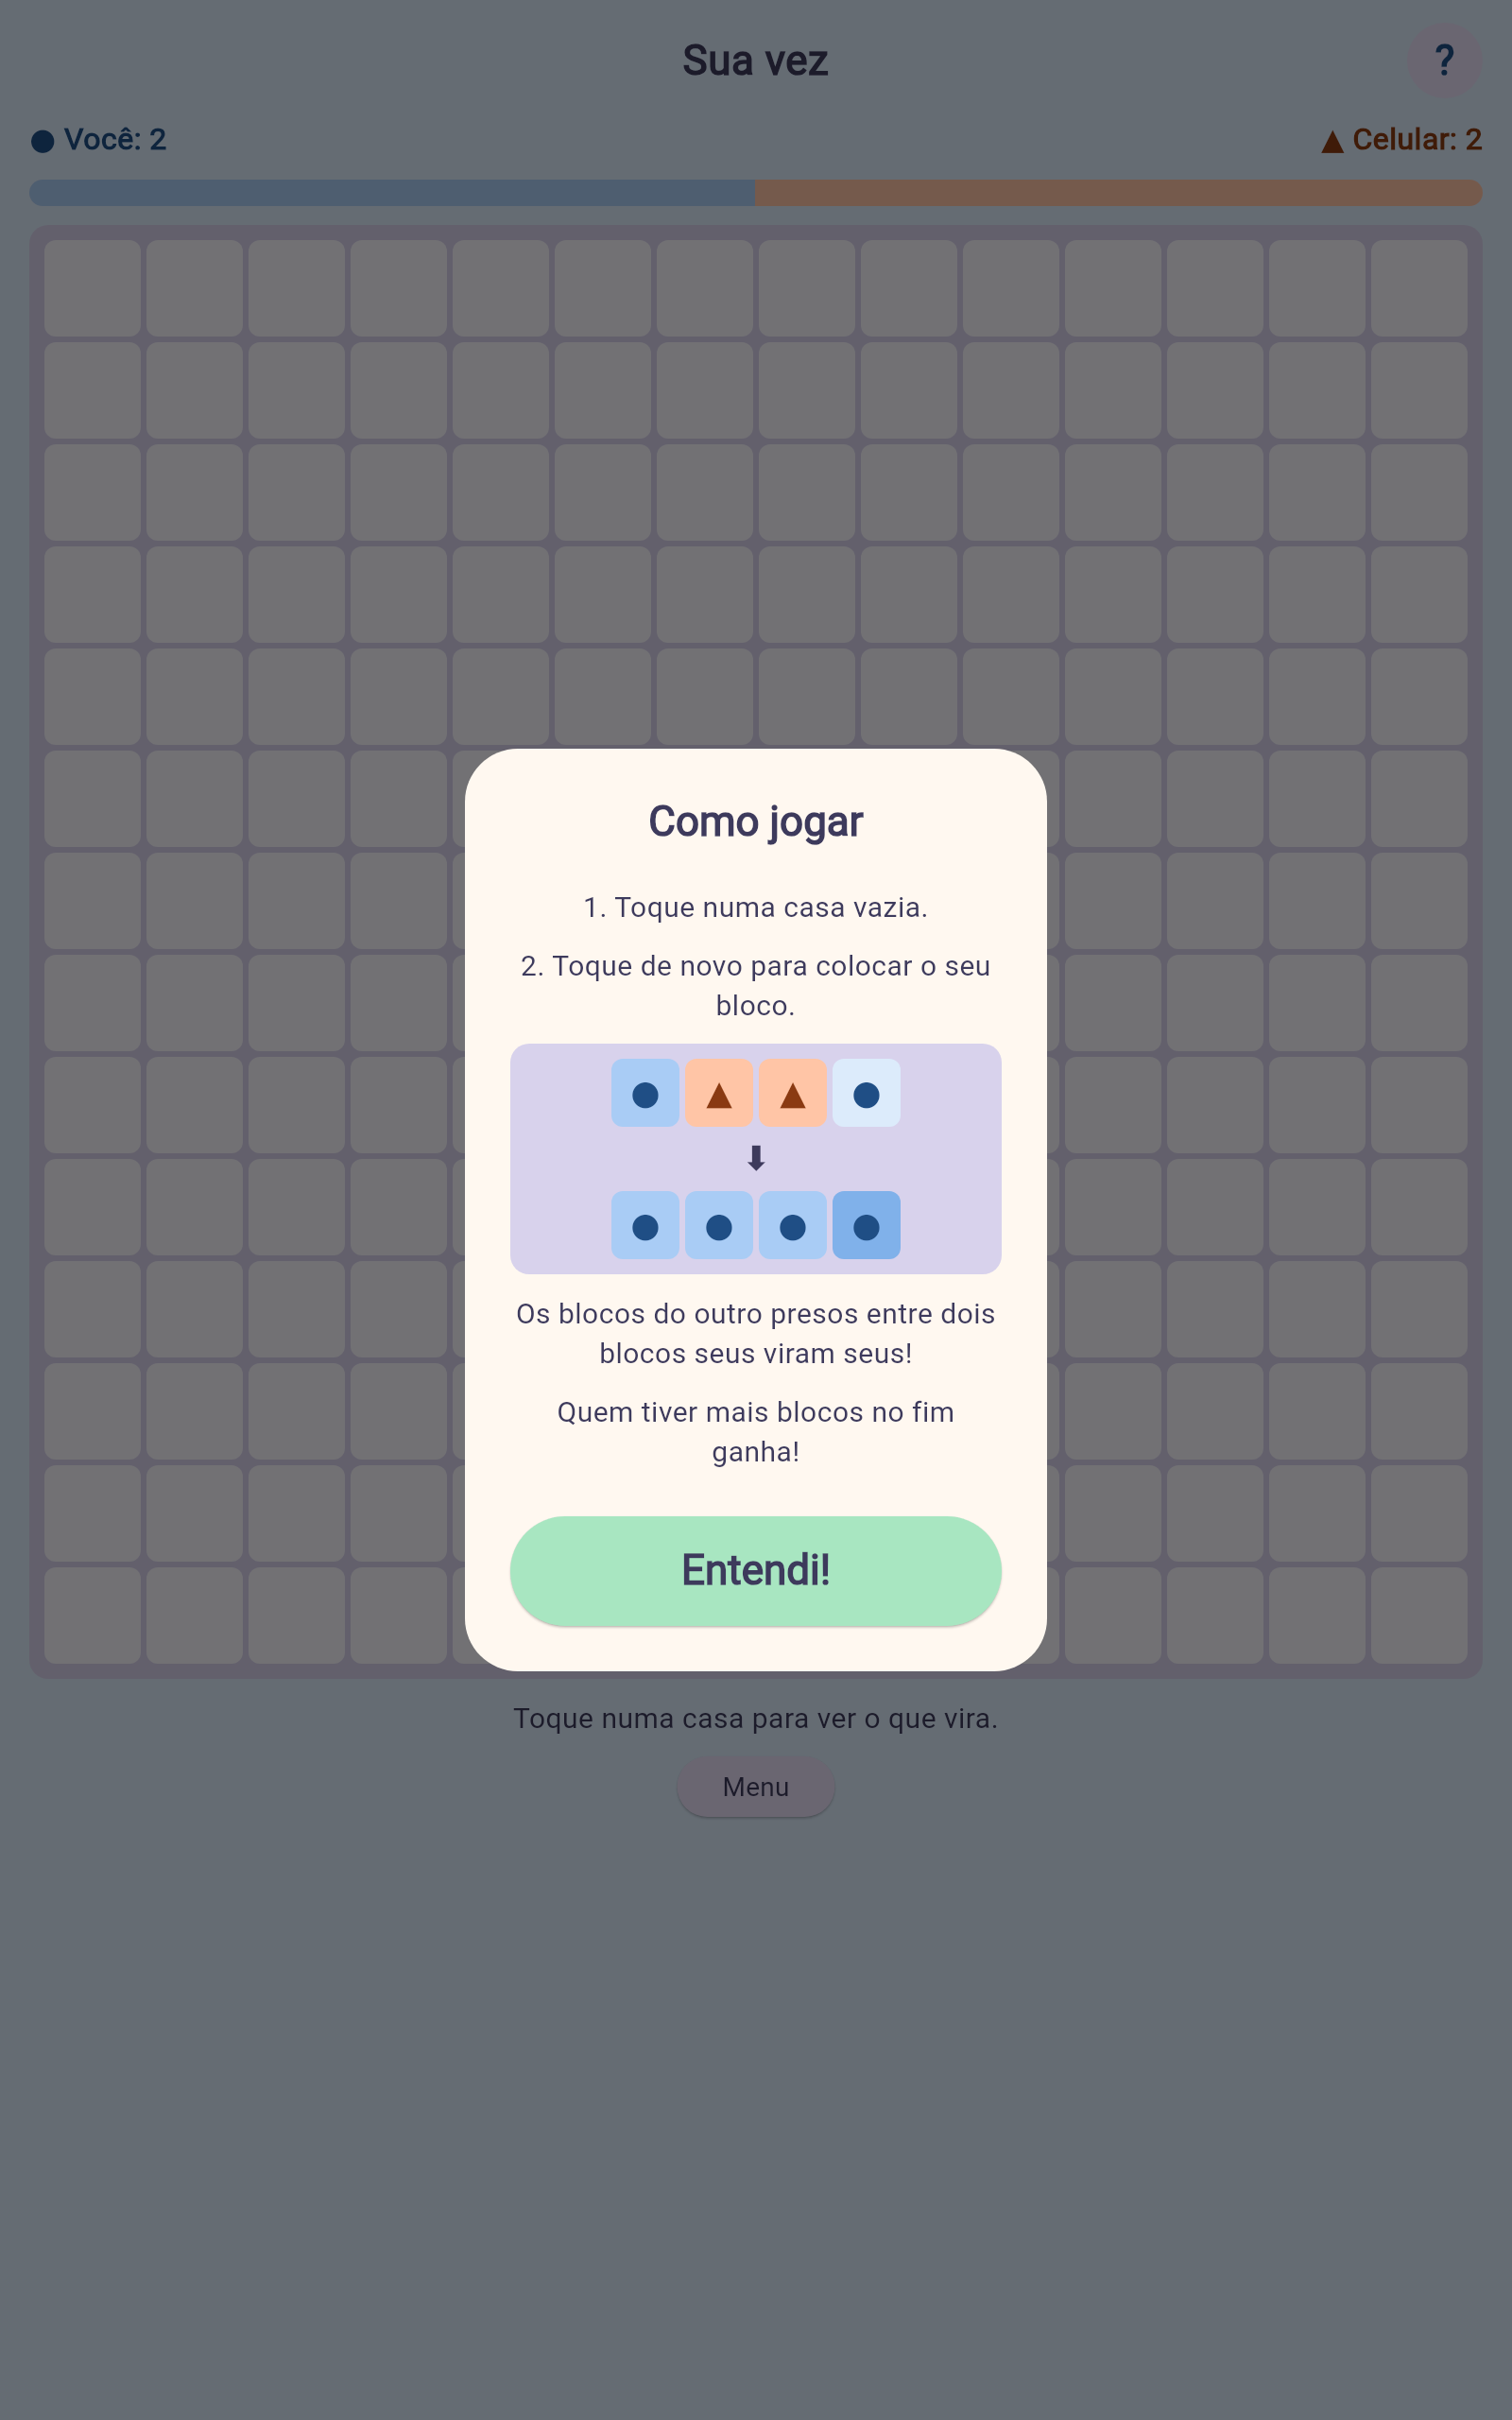 Sua vez
?
Você: 2
Celular: 2
Como jogar
1. Toque numa casa vazia.
2. Toque de novo para colocar o seu
bloco.
Os blocos do outro presos entre dois
blocos seus viram seus!
Quem tiver mais blocos no fim
ganha!
Entendi!
Toque numa casa para ver o que vira.
Menu